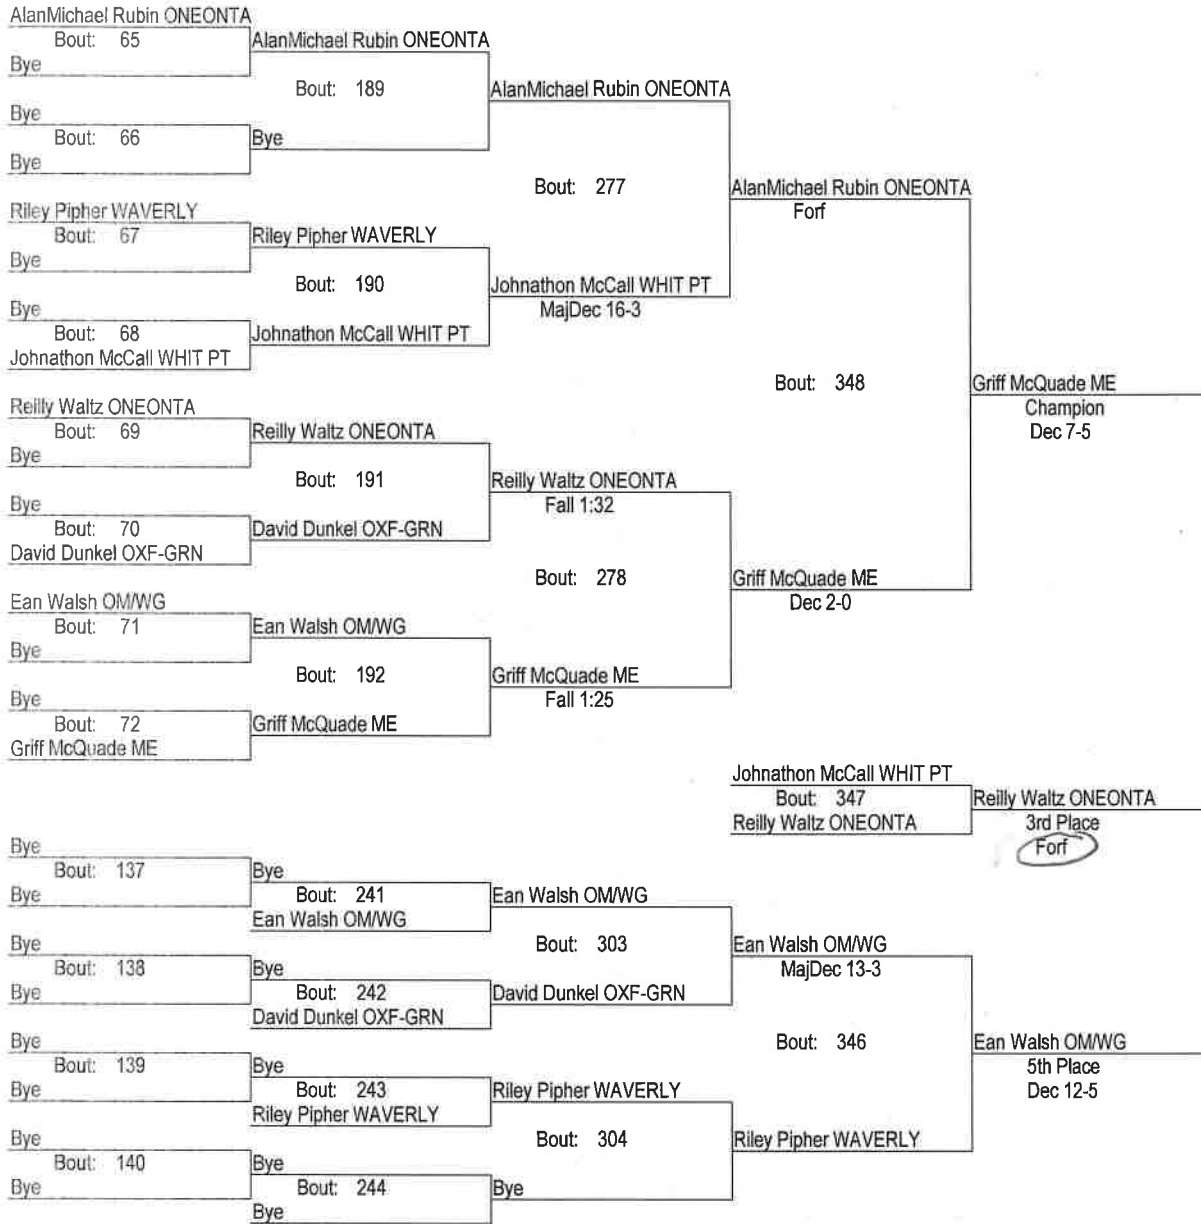 AlanMichael Rubin ONEONTA
Bout: 65
Bye
AlanMichael Rubin ONEONTA
Bout: 189
Bye
Bout: 66
Bye
Bye
AlanMichael Rubin ONEONTA
Bout: 277
Riley Pipher WAVERLY
Bout: 67
Bye
Riley Pipher WAVERLY
Bout: 190
Bye
Bout: 68
Johnathon McCall WHIT PT
Johnathon McCall WHIT PT
Johnathon McCall WHIT PT
MajDec 16-3
AlanMichael Rubin ONEONTA
Forf
Bout: 348
Reilly Waltz ONEONTA
Bout: 69
Bye
Reilly Waltz ONEONTA
Bout: 191
Bye
Bout: 70
David Dunkel OXF-GRN
David Dunkel OXF-GRN
Reilly Waltz ONEONTA
Fall 1:32
Bout: 278
Ean Walsh OM/WG
Bout: 71
Bye
Ean Walsh OM/WG
Bout: 192
Bye
Bout: 72
Griff McQuade ME
Griff McQuade ME
Griff McQuade ME
Fall 1:25
Griff McQuade ME
Dec 2-0
Griff McQuade ME
Champion
Dec 7-5
Johnathon McCall WHIT PT
Bout: 347
Reilly Waltz ONEONTA
Reilly Waltz ONEONTA
3rd Place
Forf
Bye
Bout: 137
Bye
Bye
Bout: 241
Ean Walsh OM/WG
Ean Walsh OM/WG
Bout: 303
Bye
Bout: 138
Bye
Bye
Bout: 242
David Dunkel OXF-GRN
David Dunkel OXF-GRN
Ean Walsh OM/WG
MajDec 13-3
Bout: 346
Bye
Bout: 139
Bye
Bye
Bout: 243
Riley Pipher WAVERLY
Riley Pipher WAVERLY
Bout: 304
Bye
Bout: 140
Bye
Bye
Bout: 244
Bye
Bye
Riley Pipher WAVERLY
Ean Walsh OM/WG
5th Place
Dec 12-5